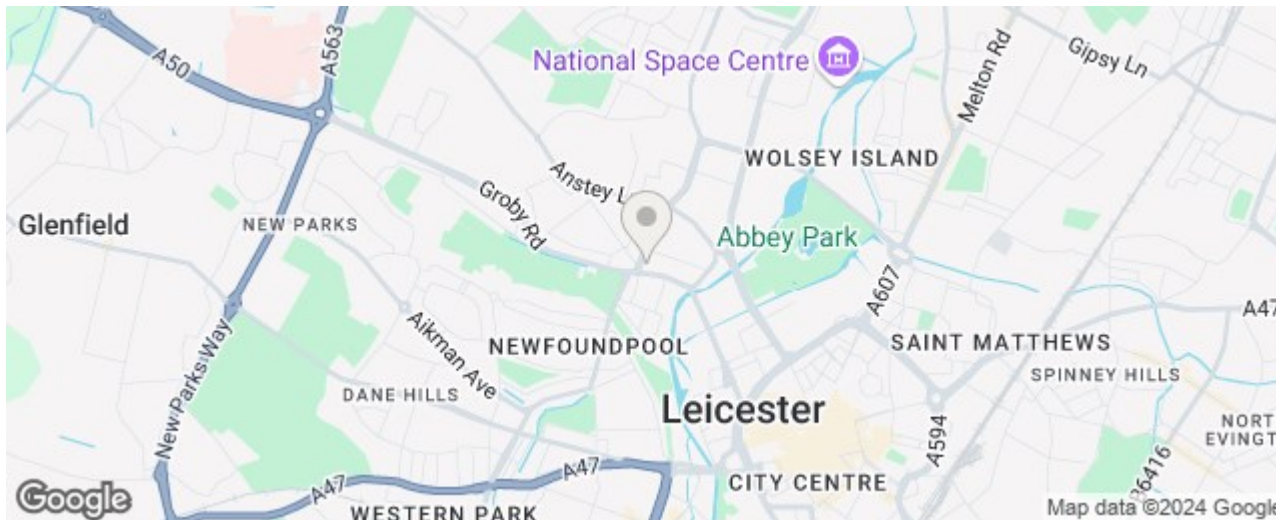 A50
A563
National Space Centre
Melton Rd
Gipsy Ln
WOLSEY ISLAND
Anstey L
Groby Rd
Glenfield
NEW PARKS
Abbey Park
A607
A47
New Parks Way
Aikman Ave
NEWFOUNDPOOL
SAINT MATTHEWS
SPINNEY HILLS
DANE HILLS
Leicester
A594
NORT
EVINGT
B6416
A47
A47
CITY CENTRE
WESTERN PARK
Google
Map data ©2024 Google